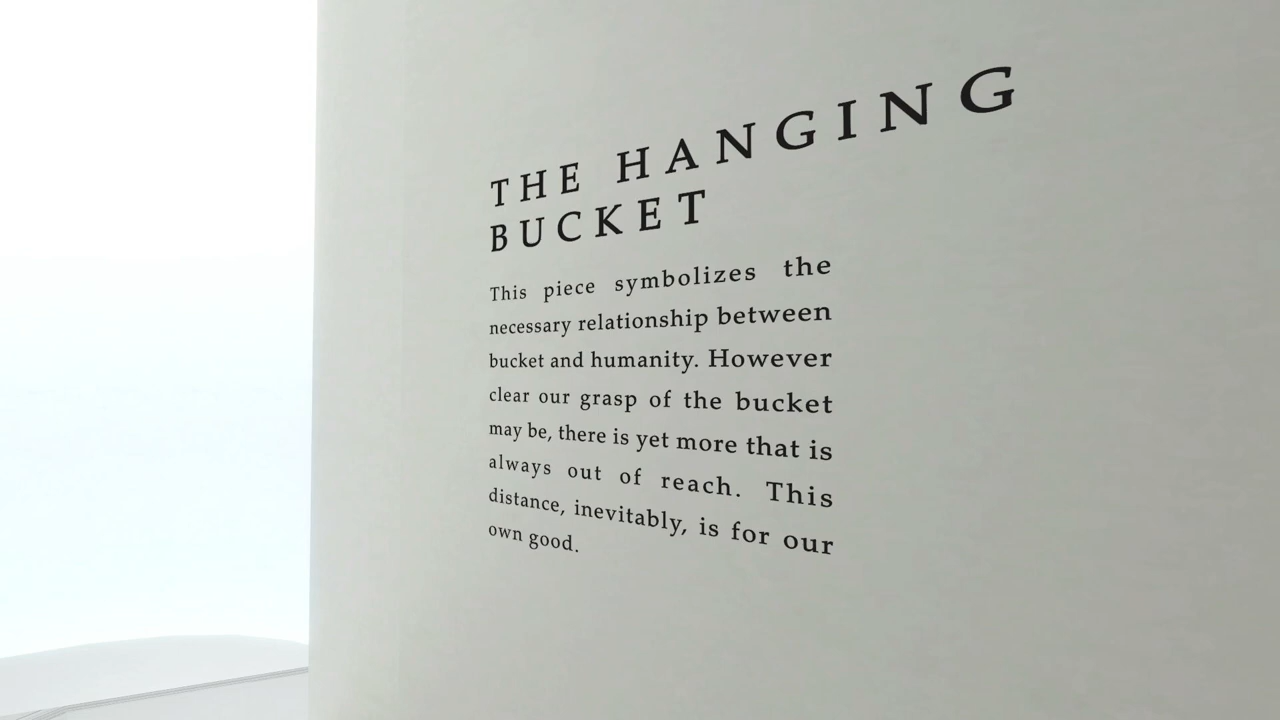 THE HANGING
BUCKET
This piece symbolizes the
necessary relationship between
bucket and humanity. However
clear our grasp of the bucket
may be, there is yet more that is
always out of reach. This
distance, inevitably, is for our
own good.